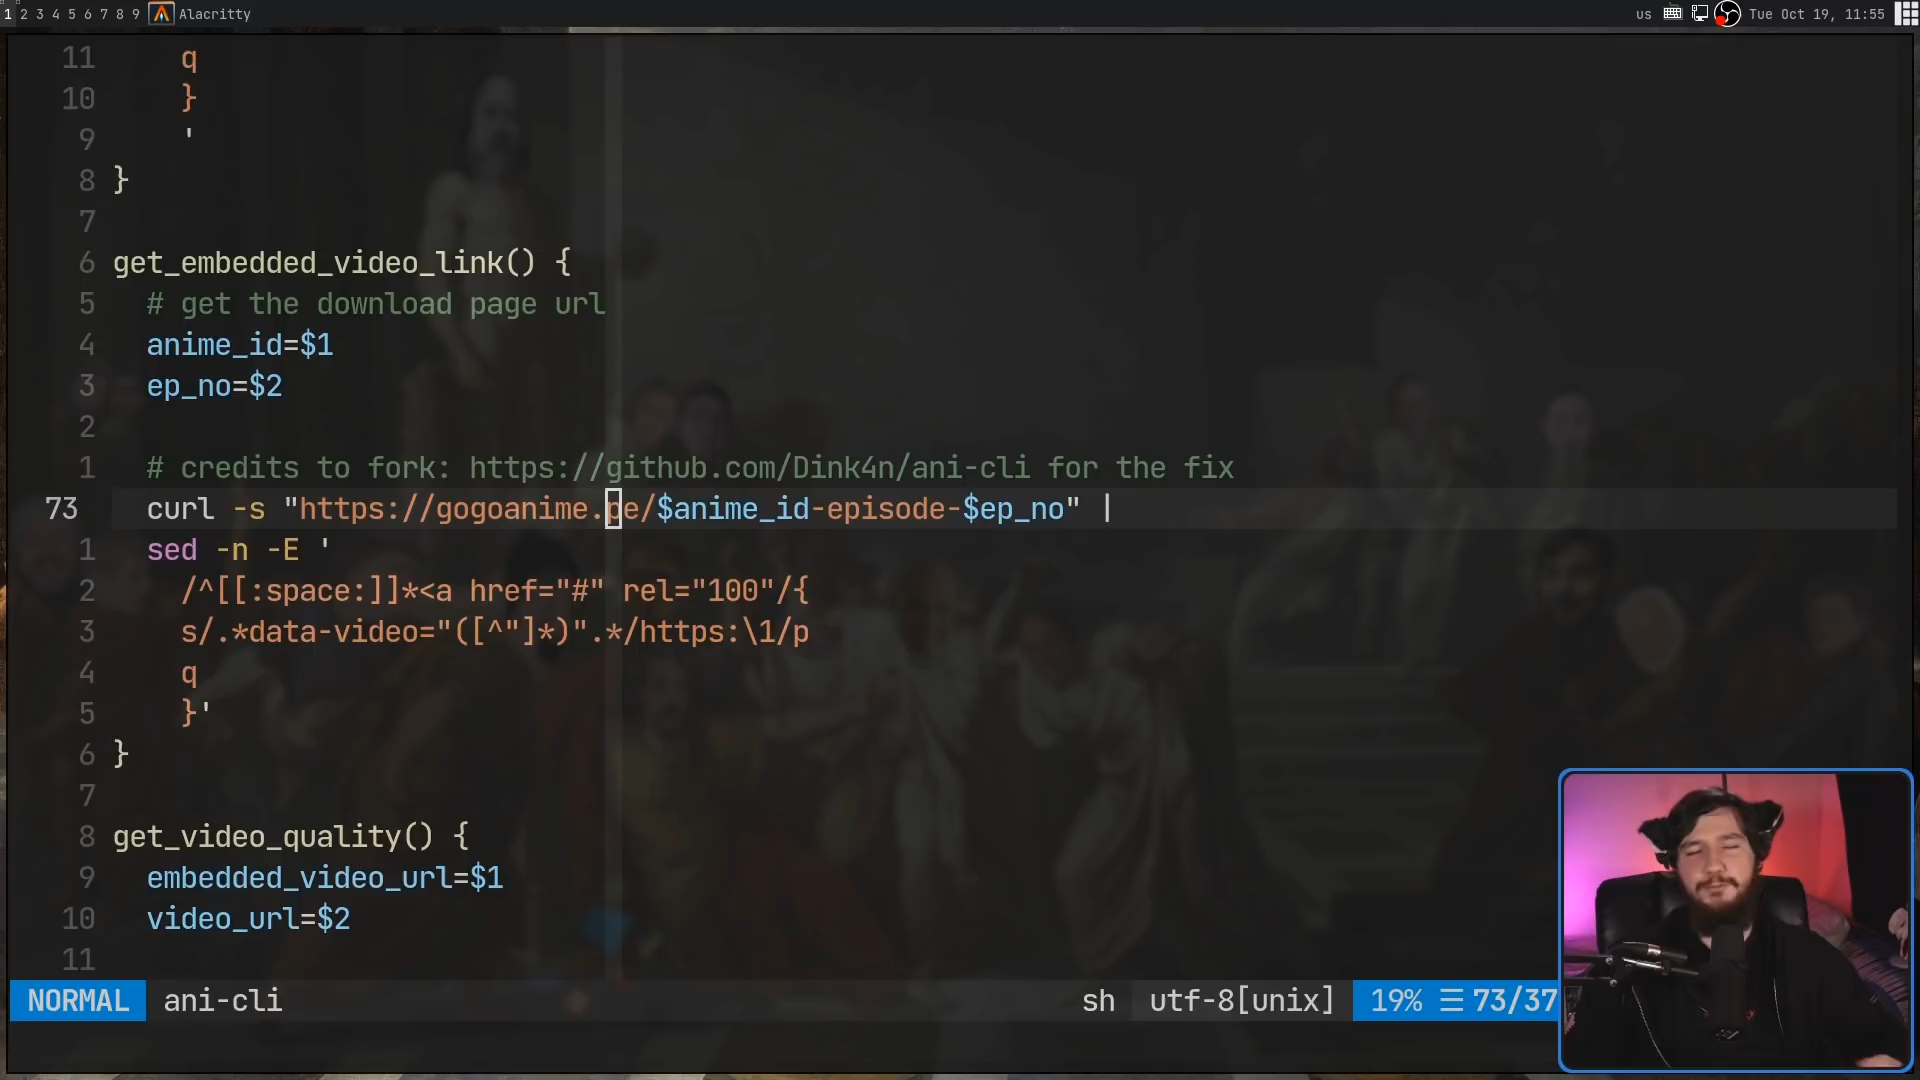 1 2 3 4 5 6 7 8 9 Alacritty us Tue Oct 19, 11:55
11 q
10 }
9 '
8 }
7
6 get_embedded_video_link() {
5 # get the download page url
4 anime_id=$1
3 ep_no=$2
2
1 # credits to fork: https://github.com/Dink4n/ani-cli for the fix
73 curl -s "https://gogoanime.pe/$anime_id-episode-$ep_no" |
1 sed -n -E '
2 /^[[:space:]]*<a href="#" rel="100"/{
3 s/.*data-video="([^"]*)".*/https:\1/p
4 q
5 }'
6 }
7
8 get_video_quality() {
9 embedded_video_url=$1
10 video_url=$2
11
NORMAL ani-cli sh utf-8[unix] 19% ☰ 73/37